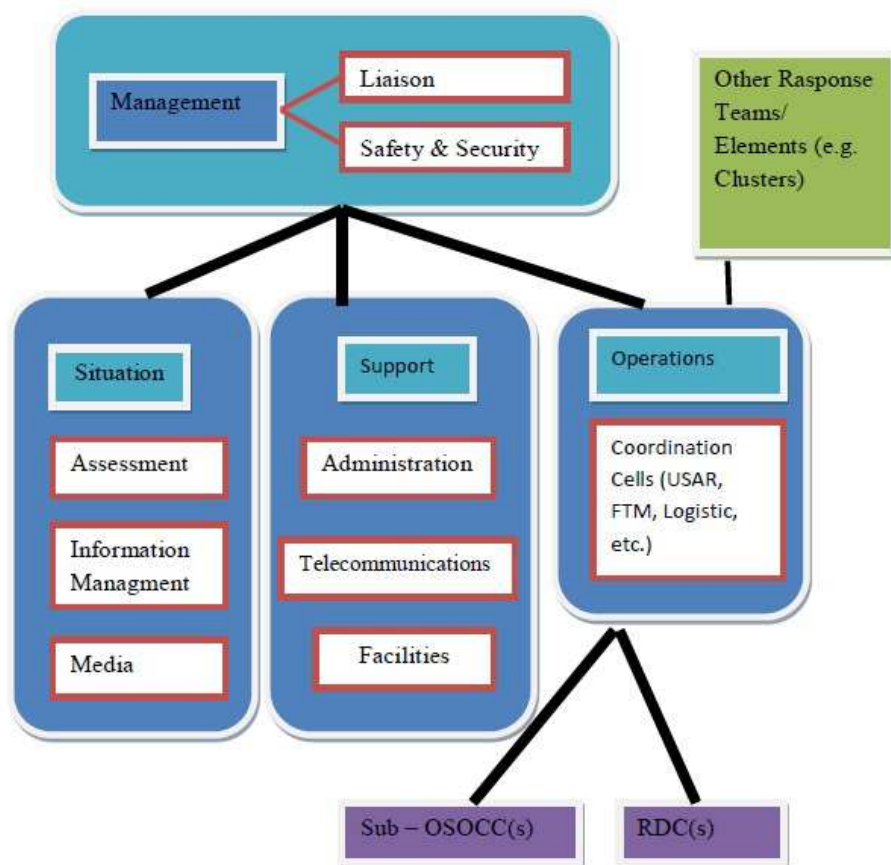 Management
Liaison
Safety & Security
Other Rasponse
Teams/
Elements (e.g.
Clusters)
Situation
Assessment
Information
Managment
Media
Support
Administration
Telecommunications
Facilities
Operations
Coordination
Cells (USAR,
FTM, Logistic,
etc.)
Sub – OSOCC(s)
RDC(s)